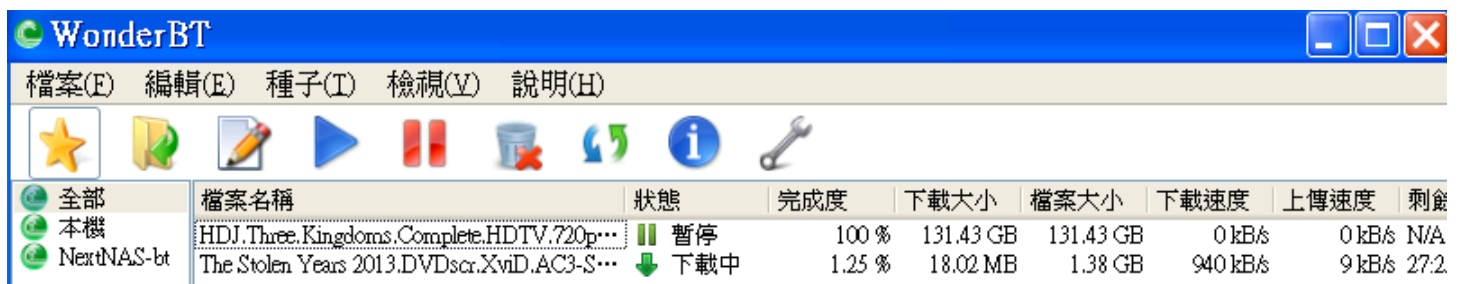 WonderBT
檔案(F) 編輯(E) 種子(T) 檢視(V) 說明(H)
全部 檔案名稱 狀態 完成度 下載大小 檔案大小 下載速度 上傳速度 剩餘
本機 HDJ.Three.Kingdoms.Complete.HDTV.720p… 暫停 100 % 131.43 GB 131.43 GB 0 kB/s 0 kB/s N/A
NextNAS-bt The Stolen Years 2013.DVDscr.XviD.AC3-S… 下載中 1.25 % 18.02 MB 1.38 GB 940 kB/s 9 kB/s 27:2